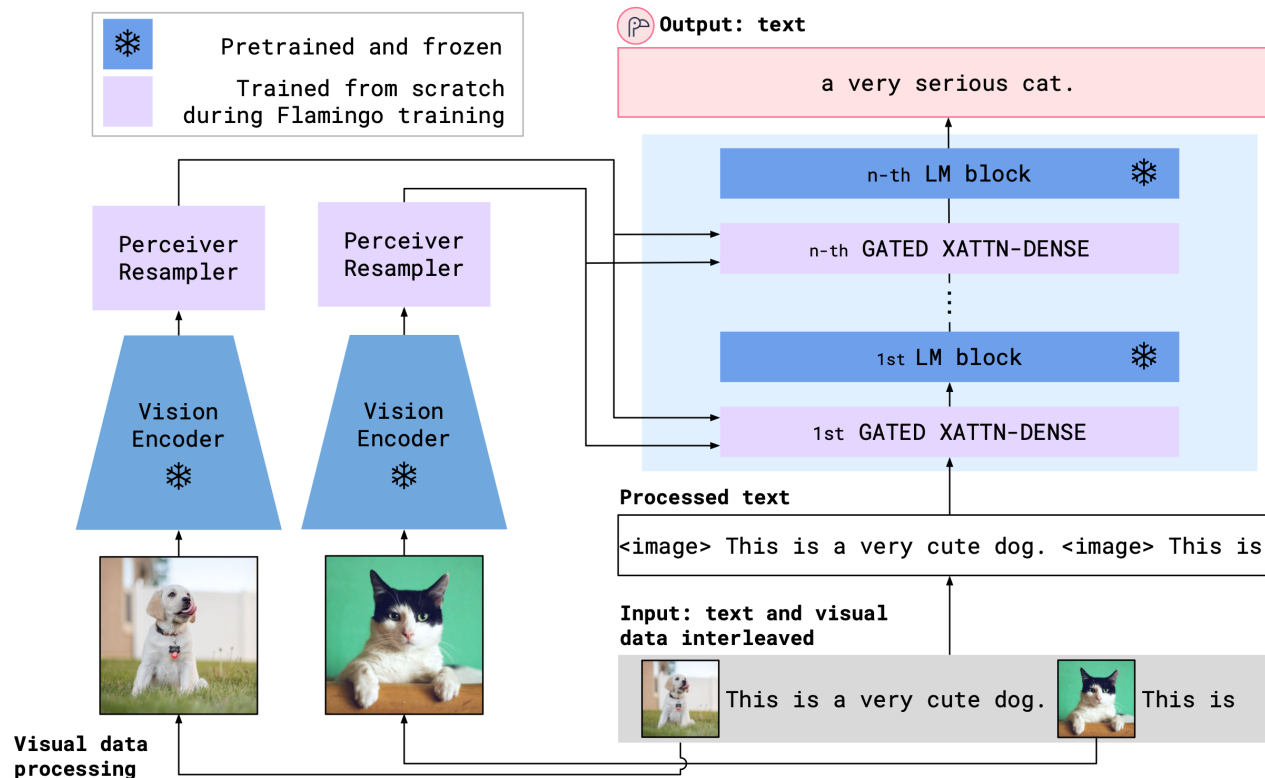 Pretrained and frozen
Trained from scratch
during Flamingo training
Output: text
a very serious cat.
n-th LM block
n-th GATED XATTN-DENSE
1st LM block
1st GATED XATTN-DENSE
Perceiver
Resampler
Perceiver
Resampler
Vision
Encoder
Vision
Encoder
Processed text
<image> This is a very cute dog. <image> This is
Input: text and visual
data interleaved
This is a very cute dog.
This is
Visual data
processing